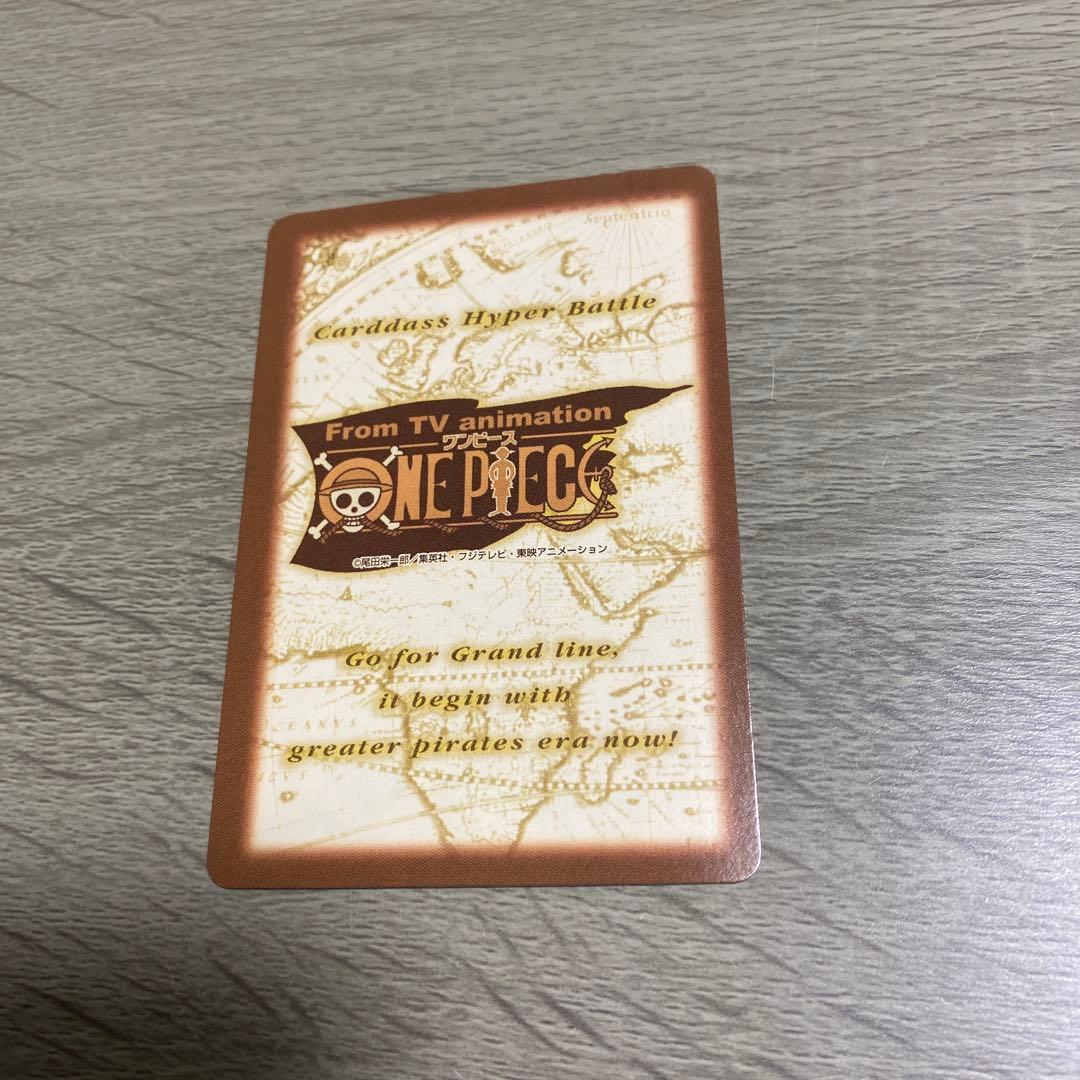 Septentrio
Carddass Hyper Battle
From TV animation
ワンピース
ONE PIECE
©尾田栄一郎/集英社・フジテレビ・東映アニメーション
Go for Grand line,
it begin with
greater pirates era now!